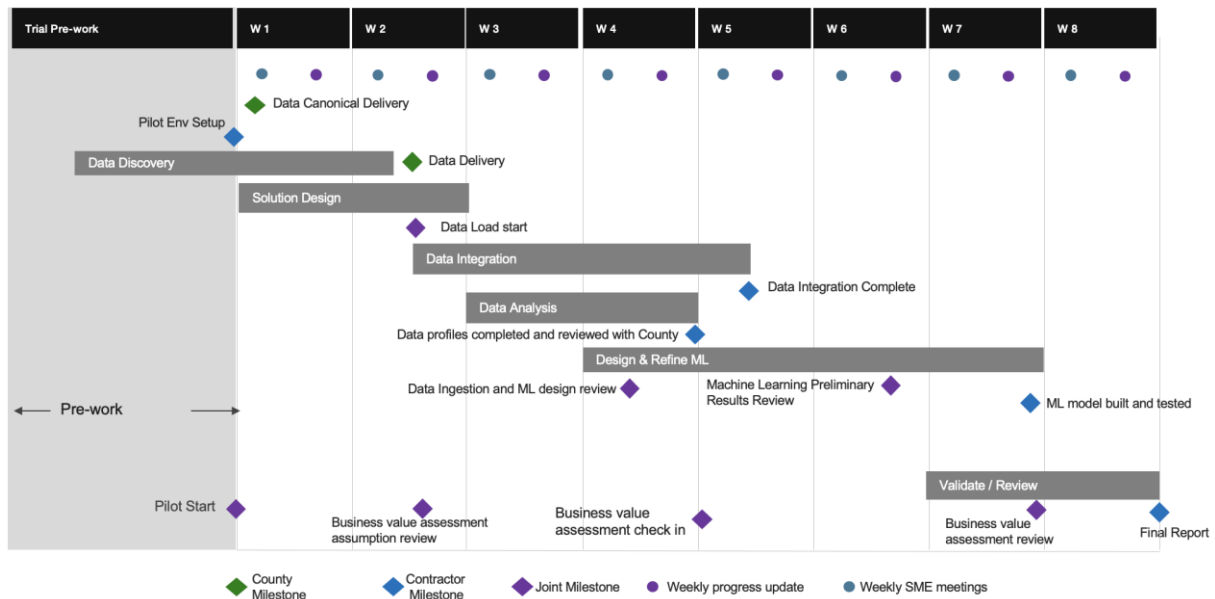 Trial Pre-work
W 1
W 2
W 3
W 4
W 5
W 6
W 7
W 8
Data Canonical Delivery
Pilot Env Setup
Data Discovery
Data Delivery
Solution Design
Data Load start
Data Integration
Data Integration Complete
Data Analysis
Data profiles completed and reviewed with County
Design & Refine ML
Data Ingestion and ML design review
Machine Learning Preliminary
Results Review
Pre-work
ML model built and tested
Validate / Review
Pilot Start
Business value assessment
assumption review
Business value
assessment check in
Business value
assessment review
Final Report
County
Milestone
Contractor
Milestone
Joint Milestone
Weekly progress update
Weekly SME meetings